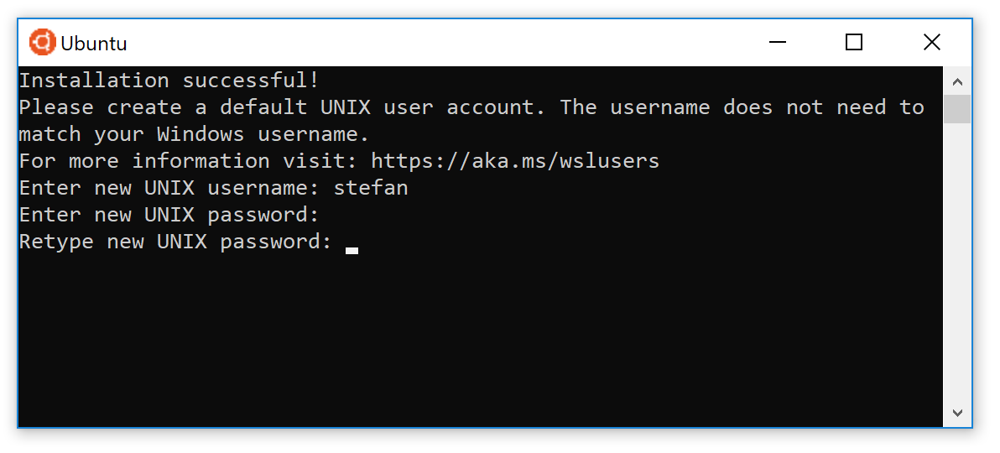 Ubuntu
Installation successful!
Please create a default UNIX user account. The username does not need to
match your Windows username.
For more information visit: https://aka.ms/wslusers
Enter new UNIX username: stefan
Enter new UNIX password:
Retype new UNIX password: